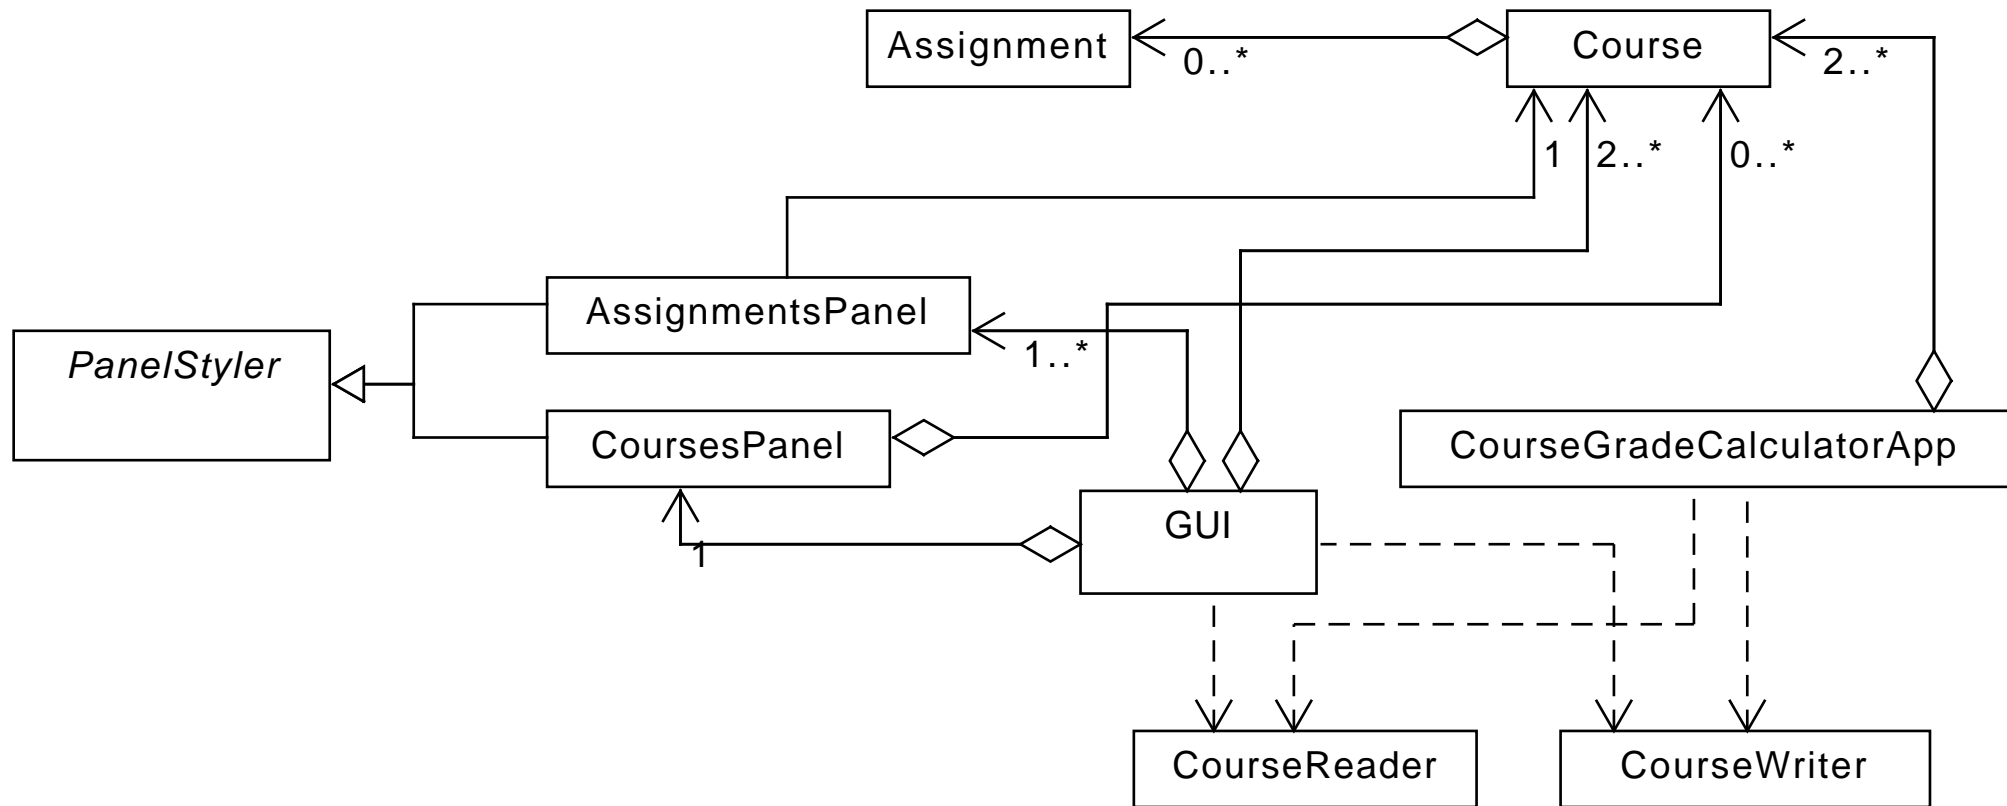 Assignment
0..*
Course
2..*
1
2..*
0..*
AssignmentsPanel
PanelStyler
1..*
CoursesPanel
CourseGradeCalculatorApp
GUI
1
CourseReader
CourseWriter